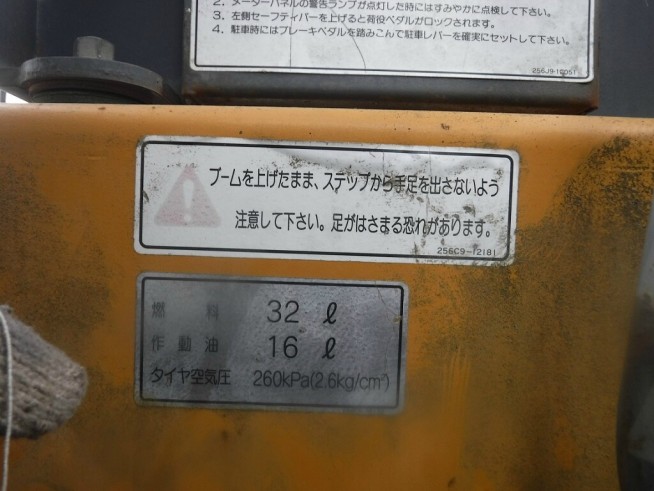 2. メーターパネルの警告ランプが点灯した時にはすみやかに点検して下さい。
3. 左側セーフティバーを上げると荷役ペダルがロックされます。
4. 駐車時にはブレーキペダルを踏みこんで駐車レバーを確実にセットして下さい。
256J9-10051
ブームを上げたまま、ステップから手足を出さないよう
注意して下さい。足がはさまる恐れがあります。
256C9-12181
燃料 32 ℓ
作動油 16 ℓ
タイヤ空気圧 260kPa(2.6kg/cm²)